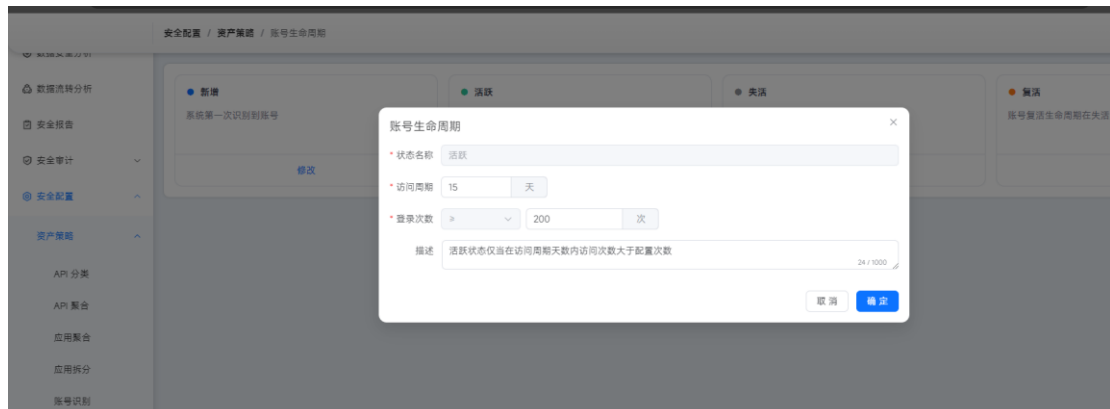 安全配置 / 资产策略 / 账号生命周期
数据安全分析
数据流转分析
安全报告
安全审计
安全配置
资产策略
API 分类
API 聚合
应用聚合
应用拆分
账号识别
新增
系统第一次识别到账号
修改
活跃
失活
复活
账号复活生命周期在失活
账号生命周期
* 状态名称 活跃
* 访问周期 15 天
* 登录次数 ≥ 200 次
描述 活跃状态仅当在访问周期天数内访问次数大于配置次数
24 / 1000
取消 确定